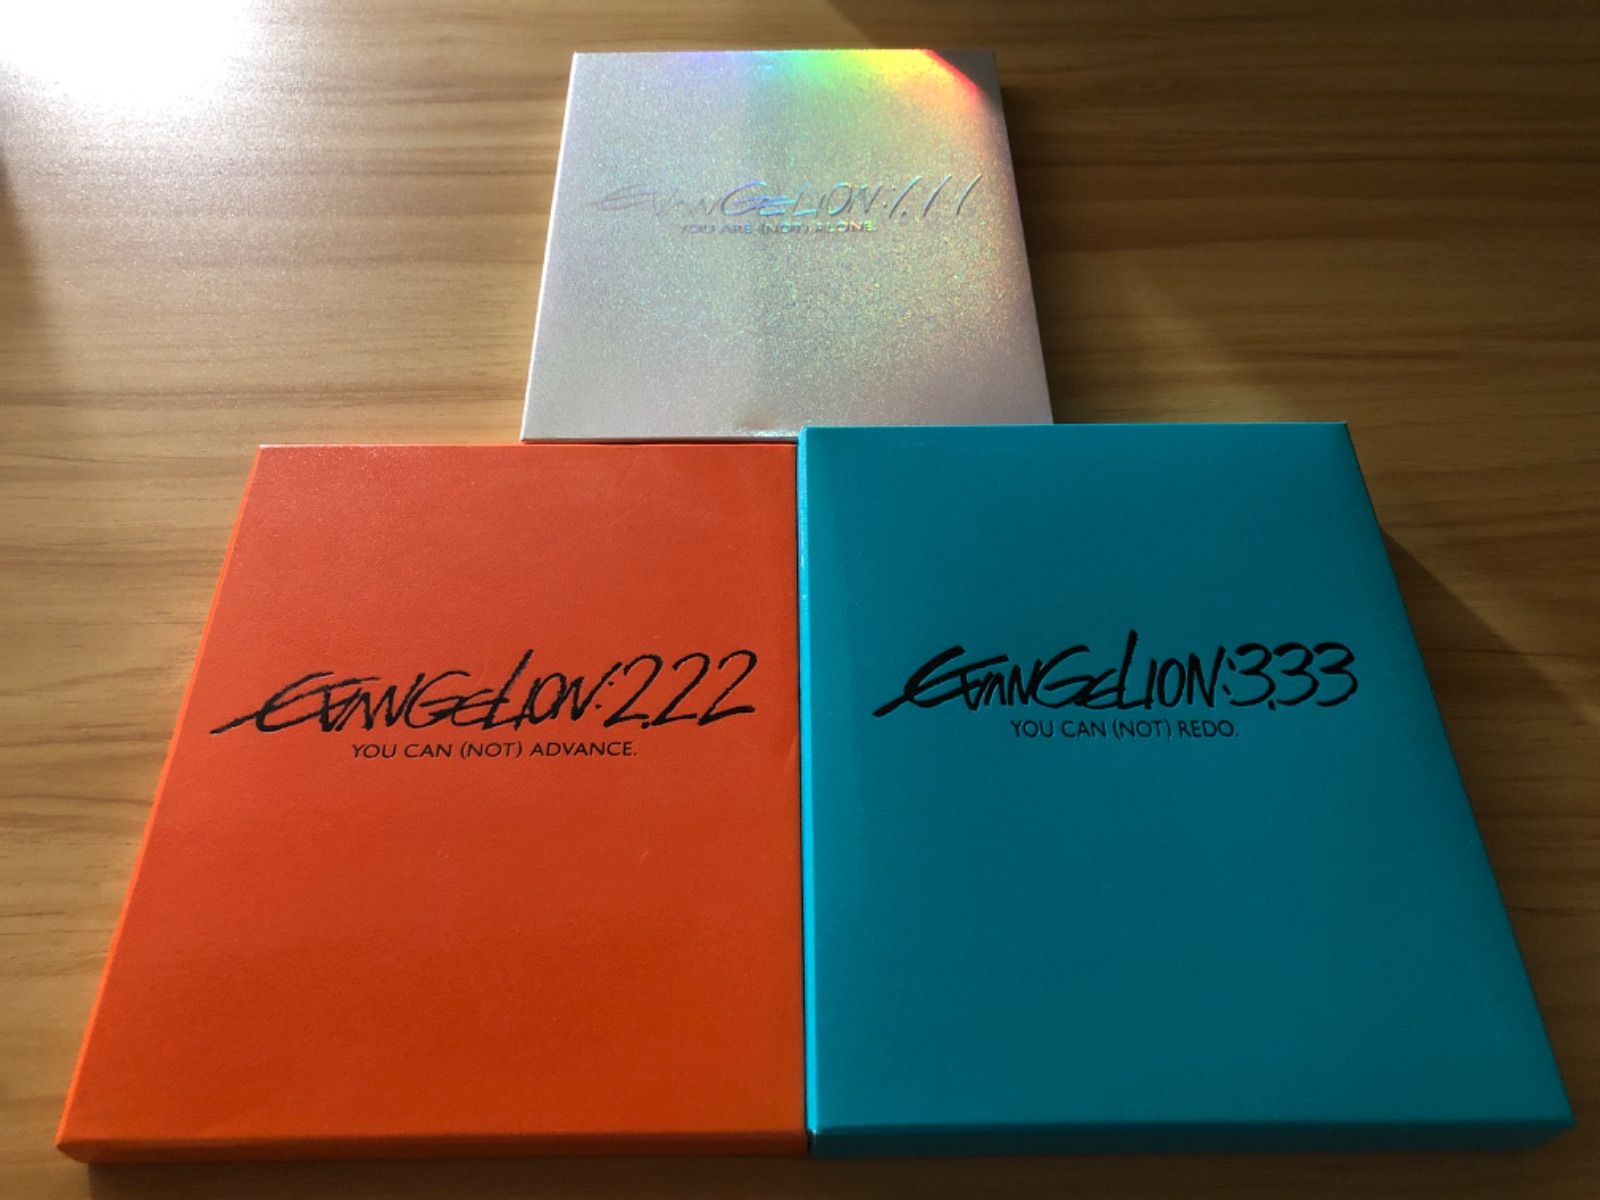 EVANGELION:1.11
YOU ARE (NOT) ALONE.
EVANGELION:2.22
YOU CAN (NOT) ADVANCE.
EVANGELION:3.33
YOU CAN (NOT) REDO.